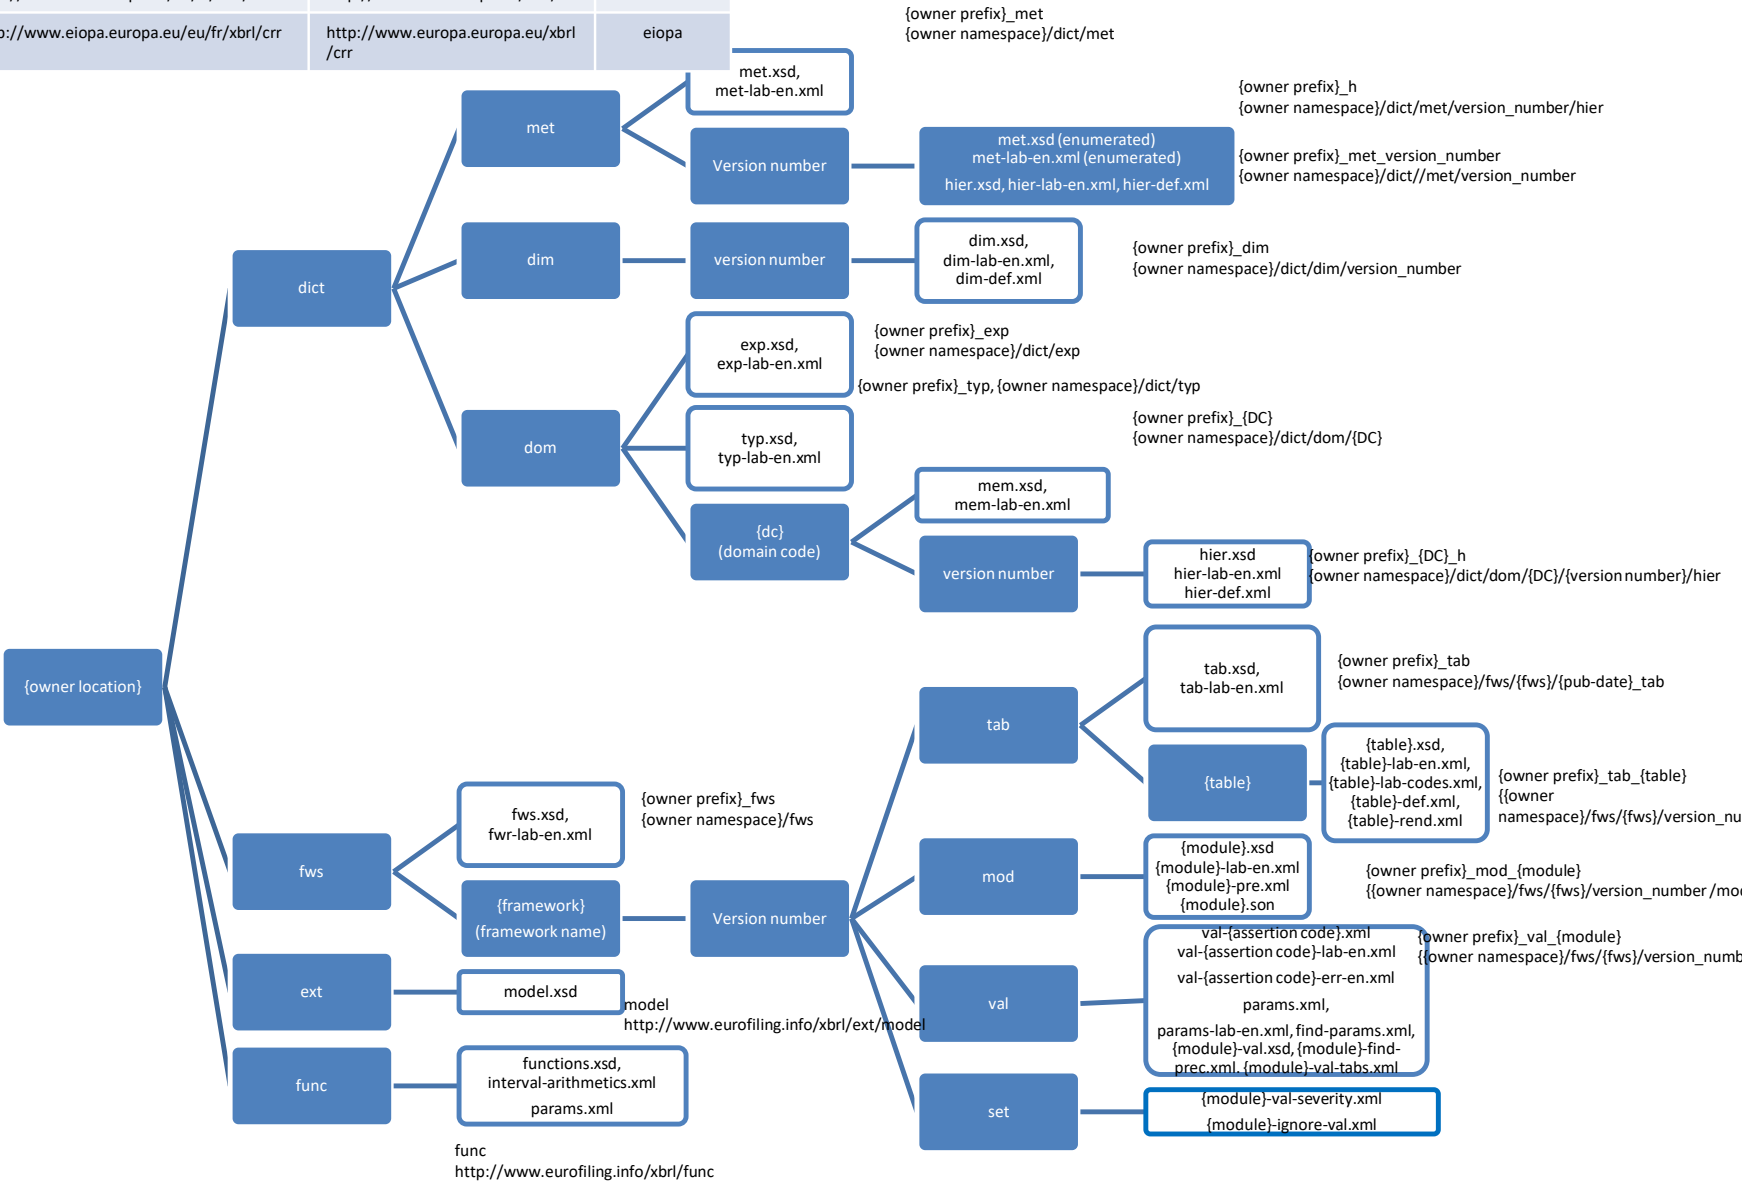 p://www.eiopa.europa.eu/eu/fr/xbrl/crr
http://www.europa.europa.eu/xbrl
/crr
eiopa
{owner prefix}_met
{owner namespace}/dict/met
met.xsd,
met-lab-en.xml
met
Version number
met.xsd (enumerated)
met-lab-en.xml (enumerated)
hier.xsd, hier-lab-en.xml, hier-def.xml
{owner prefix}_h
{owner namespace}/dict/met/version_number/hier
{owner prefix}_met_version_number
{owner namespace}/dict//met/version_number
dict
dim
version number
dim.xsd,
dim-lab-en.xml,
dim-def.xml
{owner prefix}_dim
{owner namespace}/dict/dim/version_number
exp.xsd,
exp-lab-en.xml
{owner prefix}_exp
{owner namespace}/dict/exp
{owner prefix}_typ, {owner namespace}/dict/typ
dom
typ.xsd,
typ-lab-en.xml
{owner prefix}_{DC}
{owner namespace}/dict/dom/{DC}
{dc}
(domain code)
mem.xsd,
mem-lab-en.xml
version number
hier.xsd
hier-lab-en.xml
hier-def.xml
{owner prefix}_{DC}_h
{owner namespace}/dict/dom/{DC}/{version number}/hier
{owner location}
tab
tab.xsd,
tab-lab-en.xml
{owner prefix}_tab
{owner namespace}/fws/{fws}/{pub-date}_tab
{table}
{table}.xsd,
{table}-lab-en.xml,
{table}-lab-codes.xml,
{table}-def.xml,
{table}-rend.xml
{owner prefix}_tab_{table}
{{owner
namespace}/fws/{fws}/version_nu
fws
fws.xsd,
fwr-lab-en.xml
{owner prefix}_fws
{owner namespace}/fws
{framework}
(framework name)
Version number
mod
{module}.xsd
{module}-lab-en.xml
{module}-pre.xml
{module}.son
{owner prefix}_mod_{module}
{{owner namespace}/fws/{fws}/version_number/mod
val
val-{assertion code}.xml
val-{assertion code}-lab-en.xml
val-{assertion code}-err-en.xml
params.xml,
params-lab-en.xml, find-params.xml,
{module}-val.xsd, {module}-find-
prec.xml. {module}-val-tabs.xml
{owner prefix}_val_{module}
{{owner namespace}/fws/{fws}/version_numb
ext
model.xsd
model
http://www.eurofiling.info/xbrl/ext/model
func
functions.xsd,
interval-arithmetics.xml
params.xml
set
{module}-val-severity.xml
{module}-ignore-val.xml
func
http://www.eurofiling.info/xbrl/func